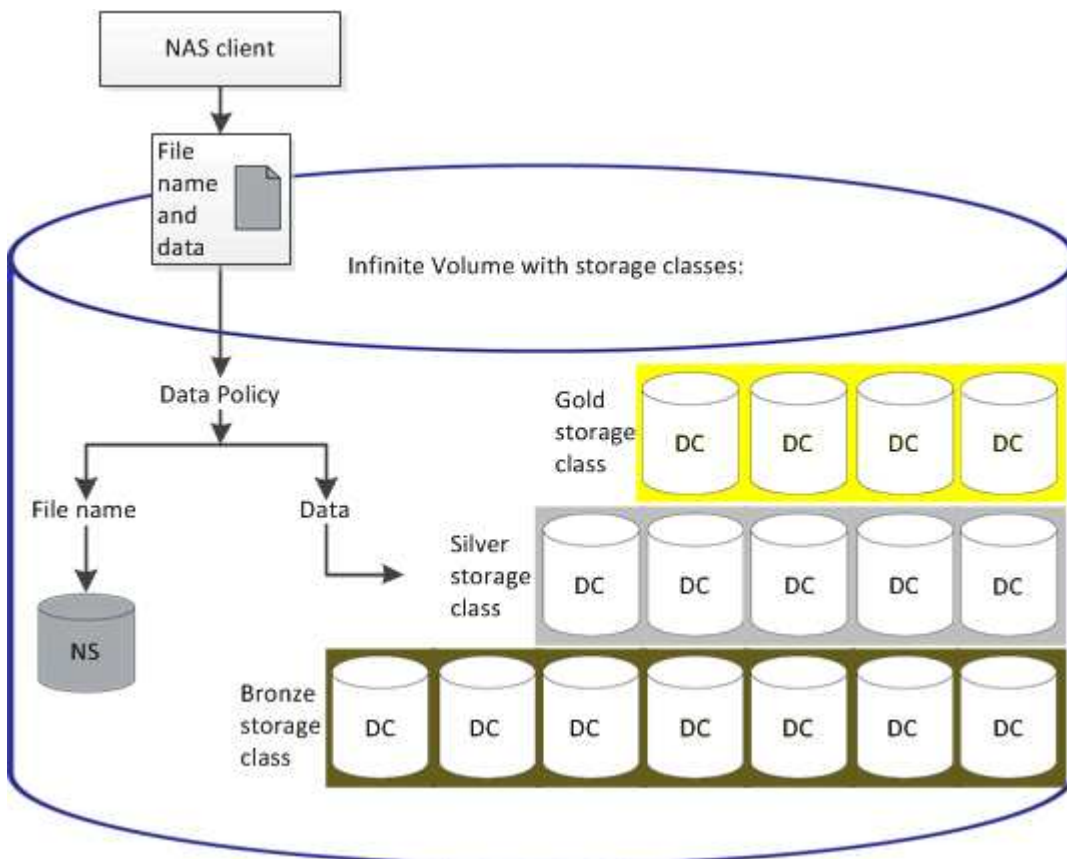 NAS client
File
name
and
data
Infinite Volume with storage classes:
Data Policy
File name
Data
NS
Gold
storage
class
DC DC DC DC
Silver
storage
class
DC DC DC DC DC
Bronze
storage
class
DC DC DC DC DC DC DC